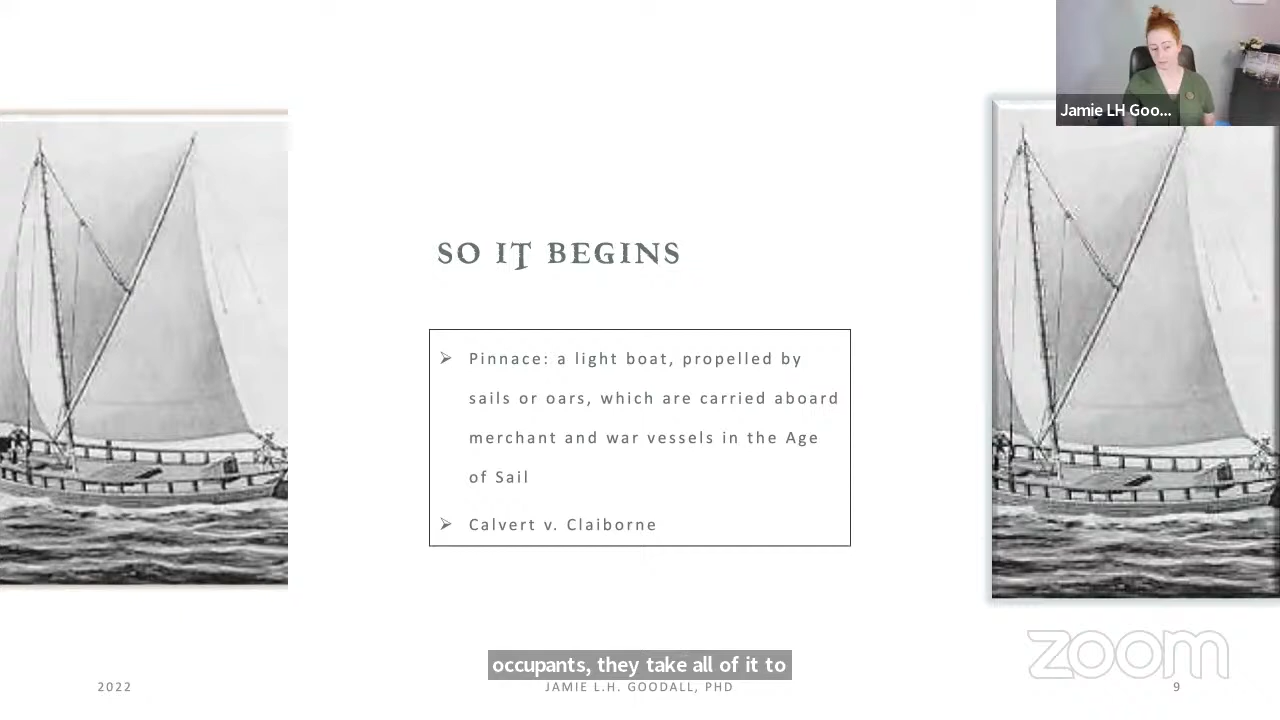 Jamie LH Goo...
SO IT BEGINS
➢ Pinnace: a light boat, propelled by
sails or oars, which are carried aboard
merchant and war vessels in the Age
of Sail
➢ Calvert v. Claiborne
occupants, they take all of it to
zoom
2022
JAMIE L.H. GOODALL, PHD
9